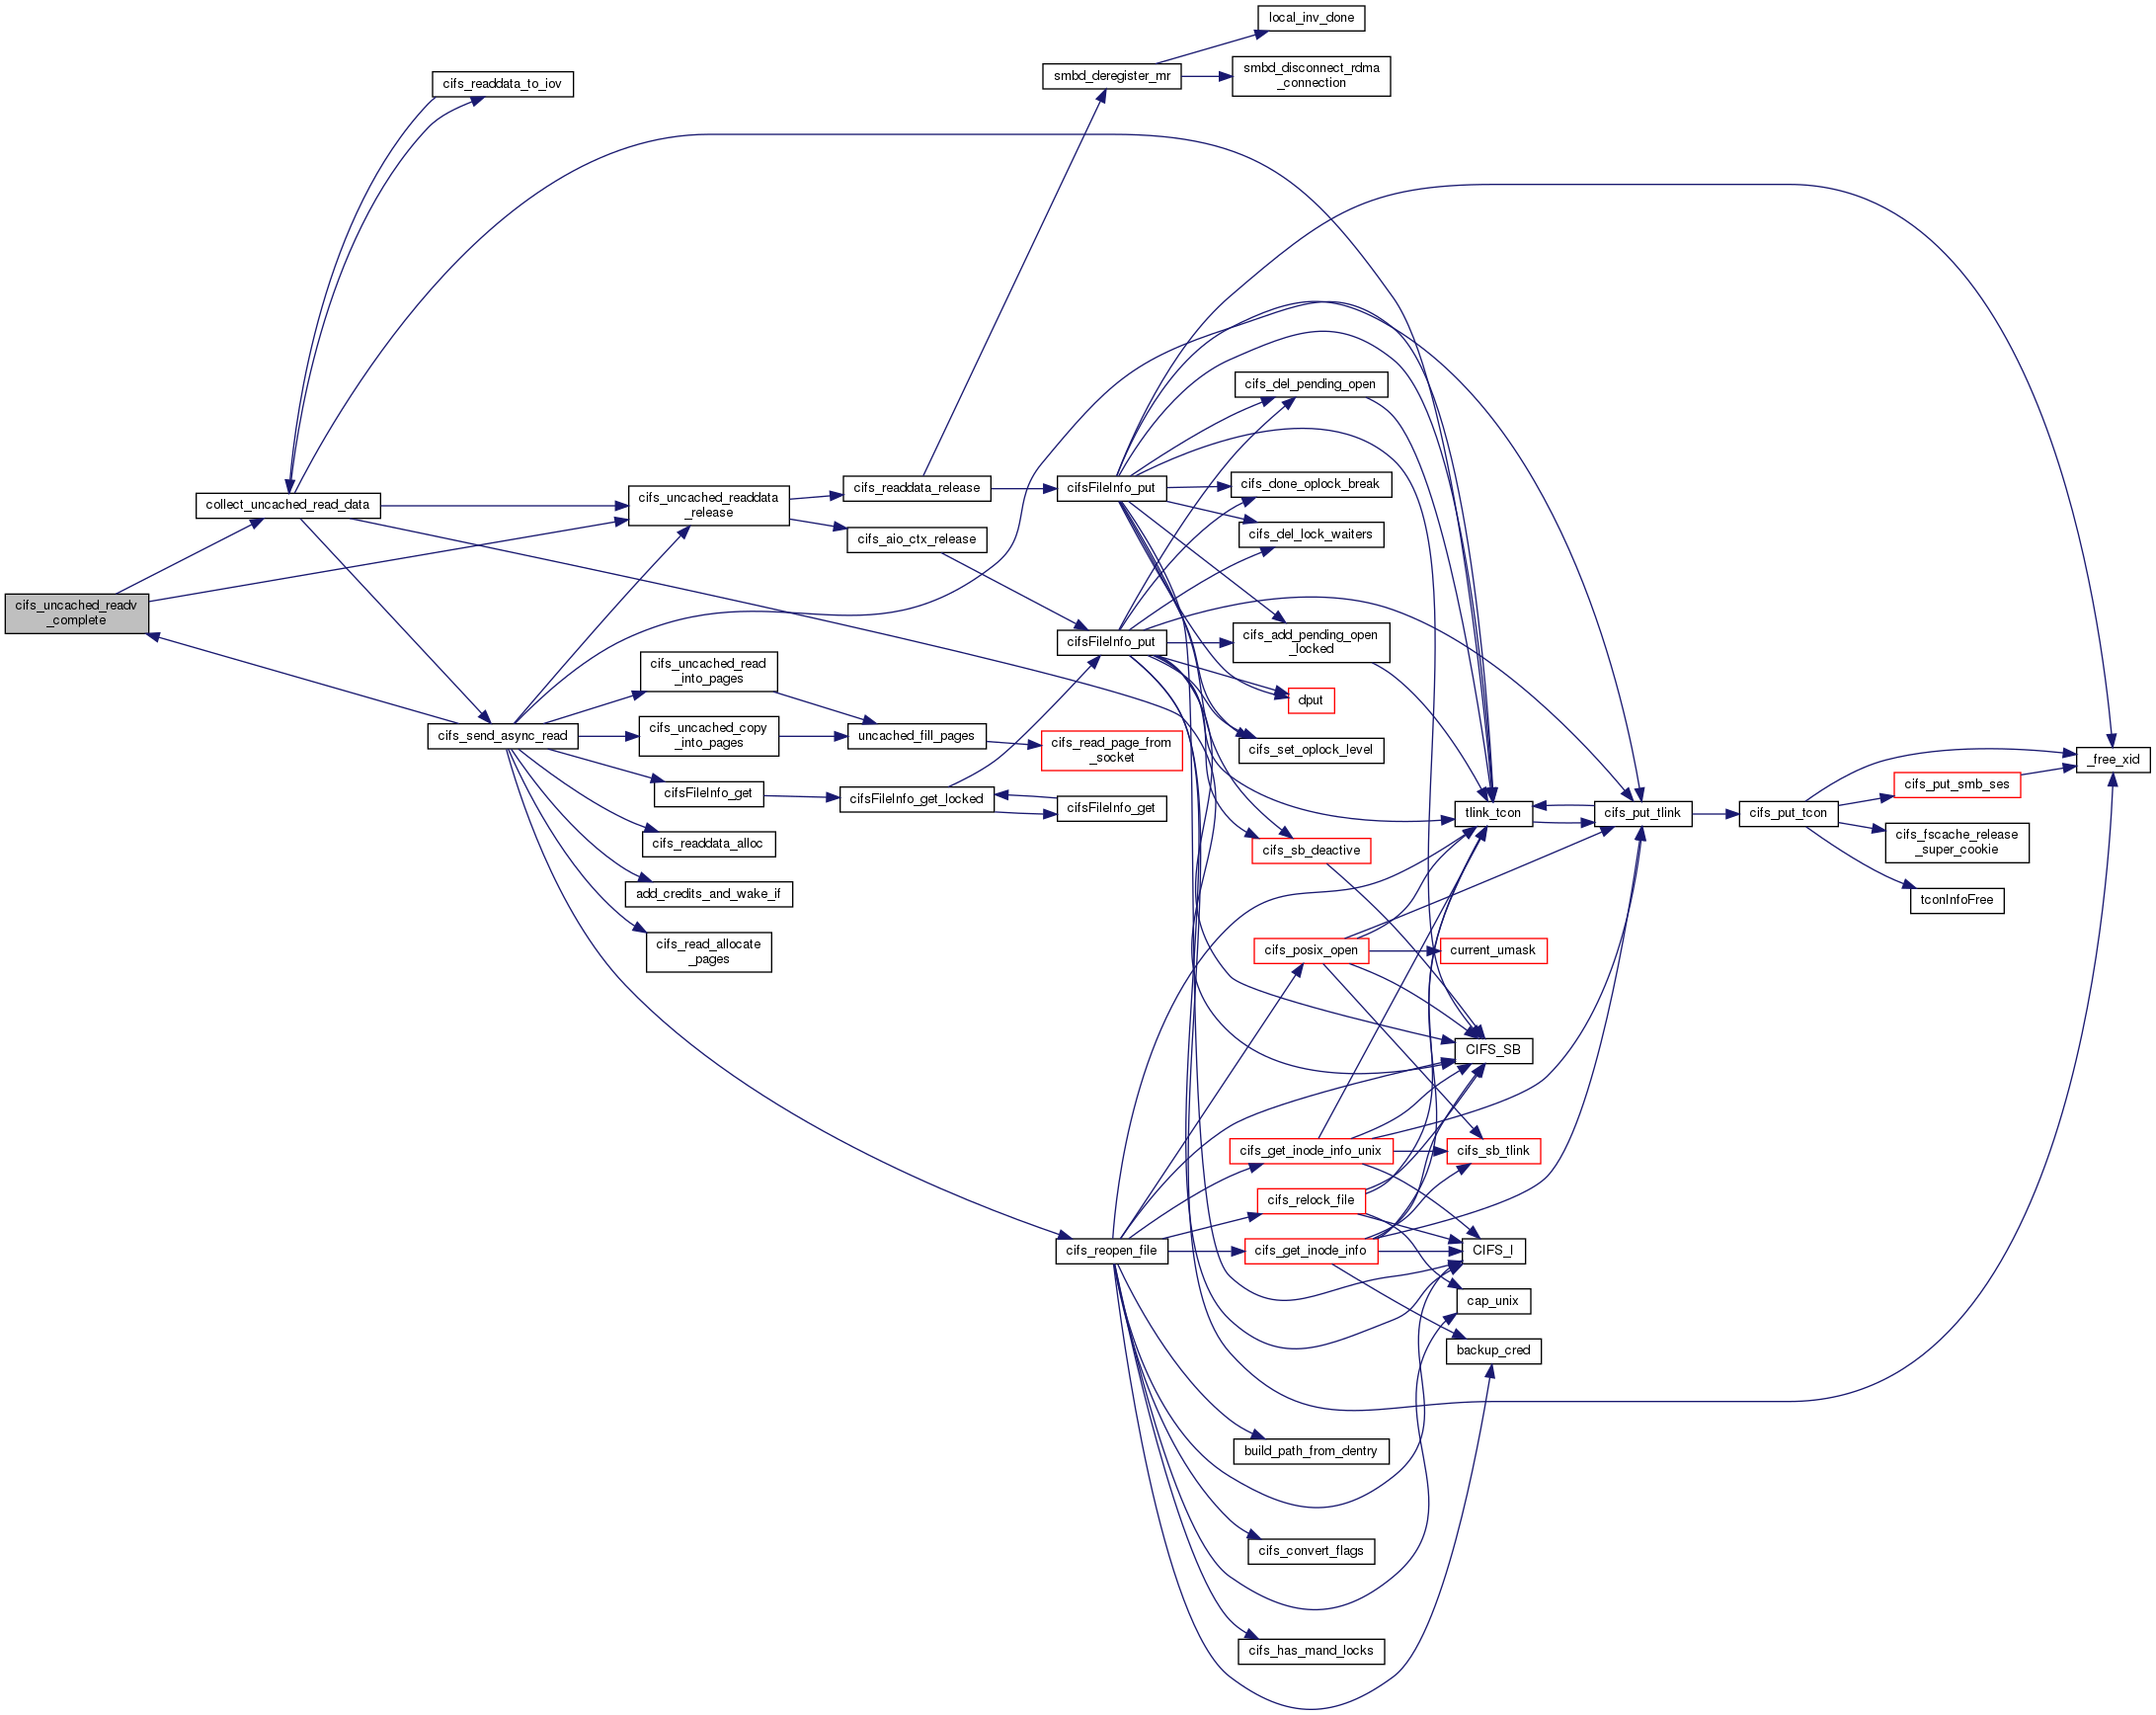 local_inv_done
smbd_deregister_mr
smbd_disconnect_rdma
_connection
cifs_readdata_to_iov
cifs_del_pending_open
collect_uncached_read_data
cifs_uncached_readdata
_release
cifs_readdata_release
cifsFileInfo_put
cifs_done_oplock_break
cifs_aio_ctx_release
cifs_del_lock_waiters
cifs_uncached_readv
_complete
cifsFileInfo_put
cifs_add_pending_open
_locked
cifs_uncached_read
_into_pages
dput
cifs_send_async_read
cifs_uncached_copy
_into_pages
uncached_fill_pages
cifs_read_page_from
_socket
cifs_set_oplock_level
_free_xid
cifsFileInfo_get
cifsFileInfo_get_locked
cifsFileInfo_get
tlink_tcon
cifs_put_tlink
cifs_put_tcon
cifs_put_smb_ses
cifs_fscache_release
_super_cookie
tconInfoFree
cifs_readdata_alloc
cifs_sb_deactive
add_credits_and_wake_if
cifs_read_allocate
_pages
cifs_posix_open
current_umask
CIFS_SB
cifs_get_inode_info_unix
cifs_sb_tlink
cifs_relock_file
cifs_reopen_file
cifs_get_inode_info
CIFS_I
cap_unix
backup_cred
build_path_from_dentry
cifs_convert_flags
cifs_has_mand_locks